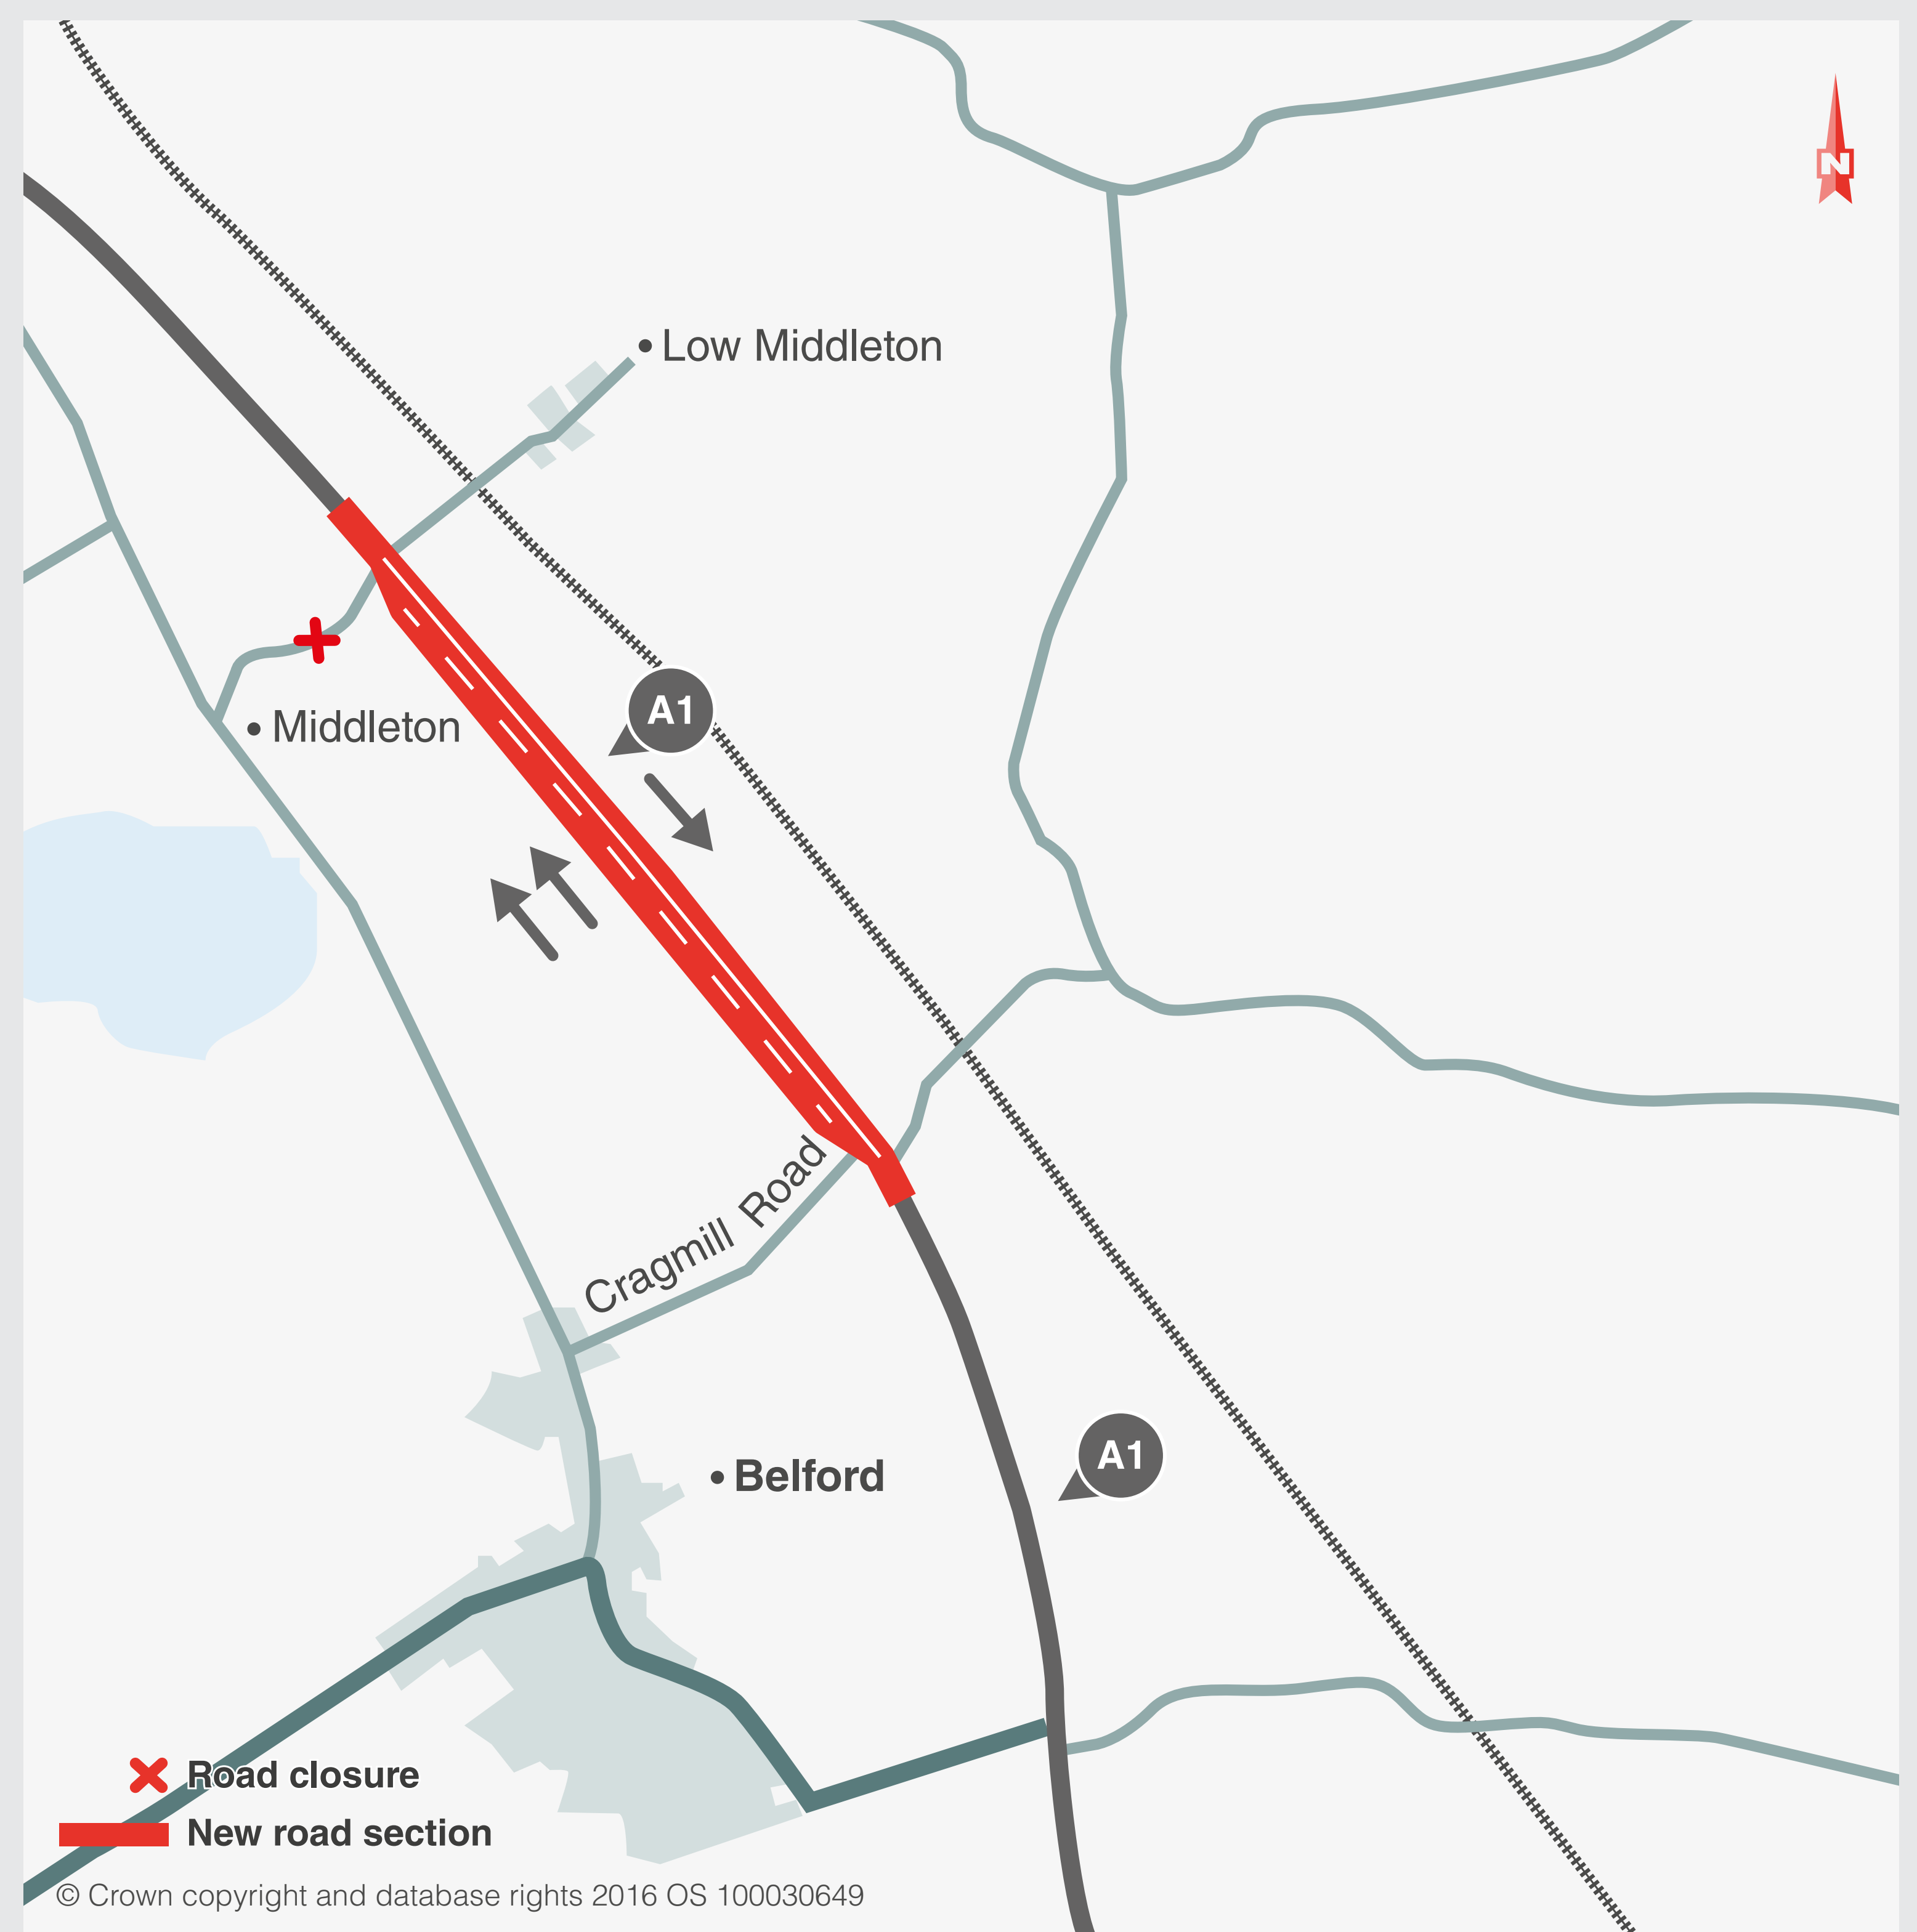 N
Low Middleton
A1
Middleton
Cragmill Road
Belford
A1
Road closure
New road section
© Crown copyright and database rights 2016 OS 100030649